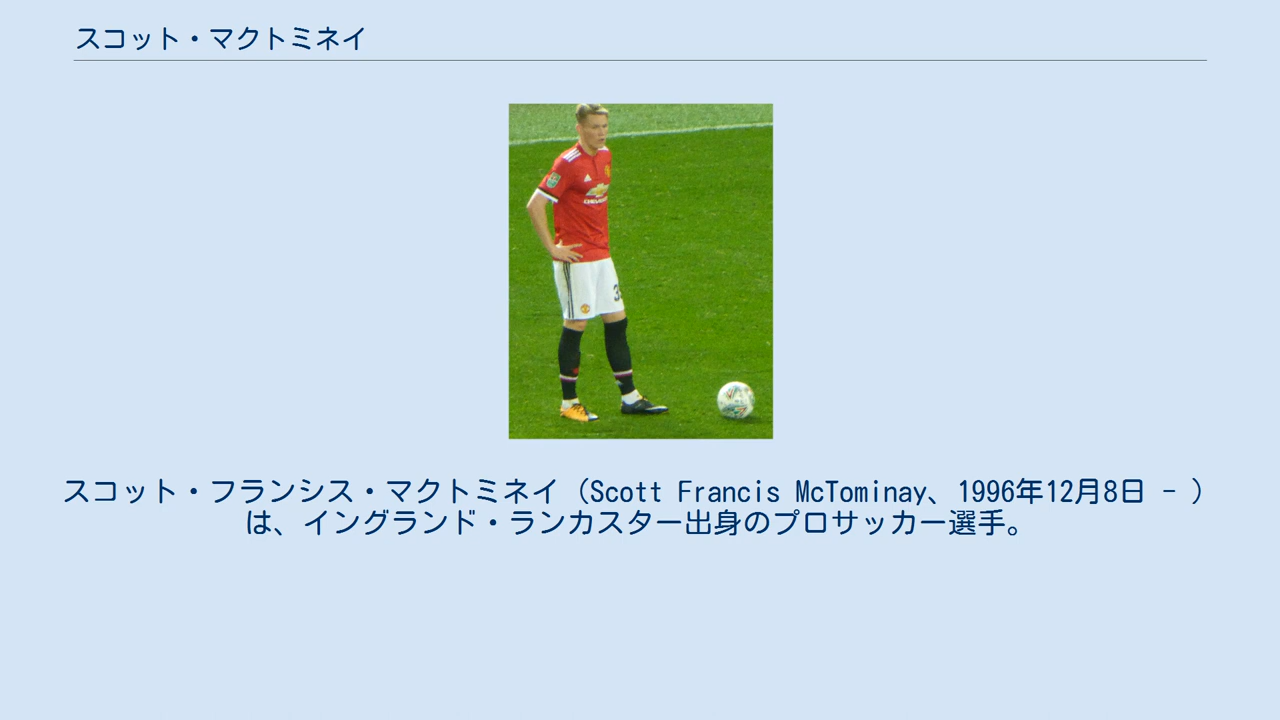 スコット・マクトミネイ
CHEVROLET
スコット・フランシス・マクトミネイ（Scott Francis McTominay、1996年12月8日 - ）
は、イングランド・ランカスター出身のプロサッカー選手。